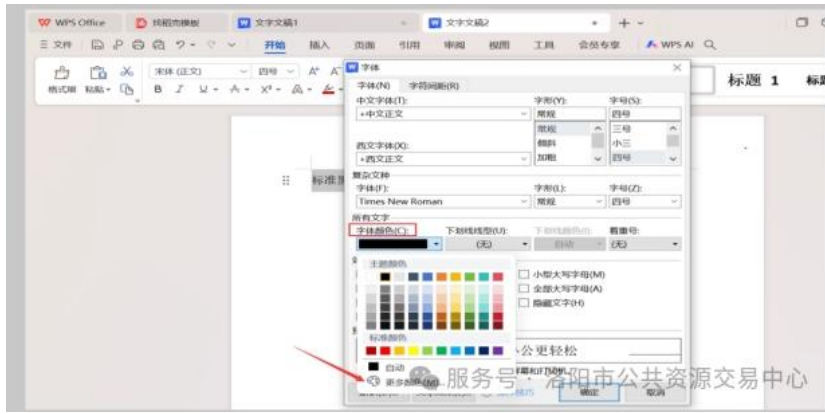 WPS Office 找稻壳模板 文字文稿1 文字文稿2
文件 开始 插入 页面 引用 审阅 视图 工具 会员专享 WPS AI
格式刷 粘贴 宋体 (正文) 四号 标题 1
字体
字体(N) 字符间距(R)
中文字体(T): 字形(Y): 字号(S):
+中文正文 常规 四号
常规 三号
倾斜 小三
西文字体(X):
+西文正文 加粗 四号
复杂文种
字体(F): 字形(L): 字号(Z):
Times New Roman 常规 四号
所有文字
字体颜色(C): 下划线线型(U): 下划线颜色(I): 着重号:
(无) 自动 (无)
主题颜色
小型大写字母(M)
全部大写字母(A)
隐藏文字(H)
标准颜色
公更轻松
自动
更多颜色(M)...
确定 取消
服务号 · 洛阳市公共资源交易中心